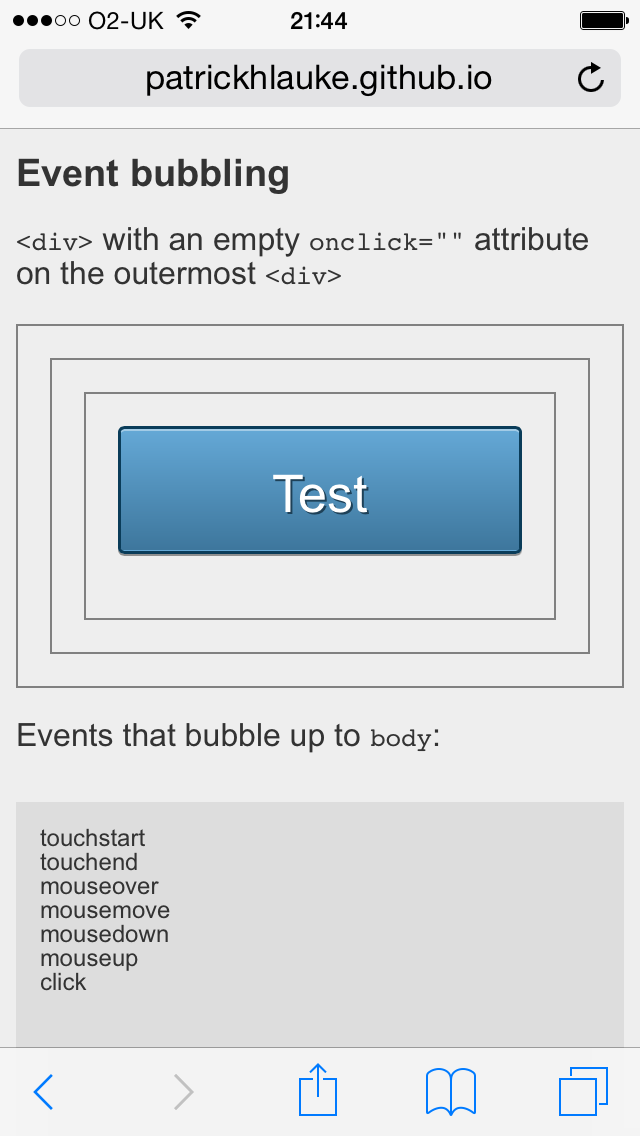 O2-UK 21:44
patrickhlauke.github.io
Event bubbling
<div> with an empty onclick="" attribute
on the outermost <div>
Test
Events that bubble up to body:
touchstart
touchend
mouseover
mousemove
mousedown
mouseup
click